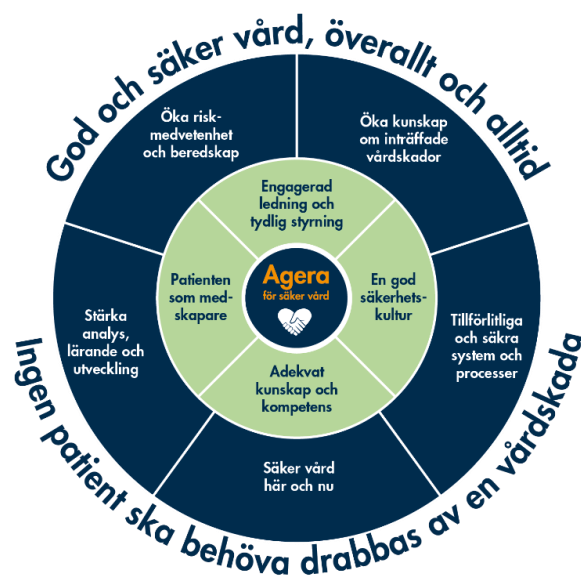 God och säker vård, överallt och alltid
Öka risk-
medvetenhet
och beredskap
Öka kunskap
om inträffade
vårdskador
Engagerad
ledning och
tydlig styrning
Patienten
som med-
skapare
Agera
för säker vård
En god
säkerhets-
kultur
Stärka
analys,
lärande och
utveckling
Tillförlitliga
och säkra
system och
processer
Adekvat
kunskap och
kompetens
Säker vård
här och nu
Ingen patient ska behöva drabbas av en vårdskada